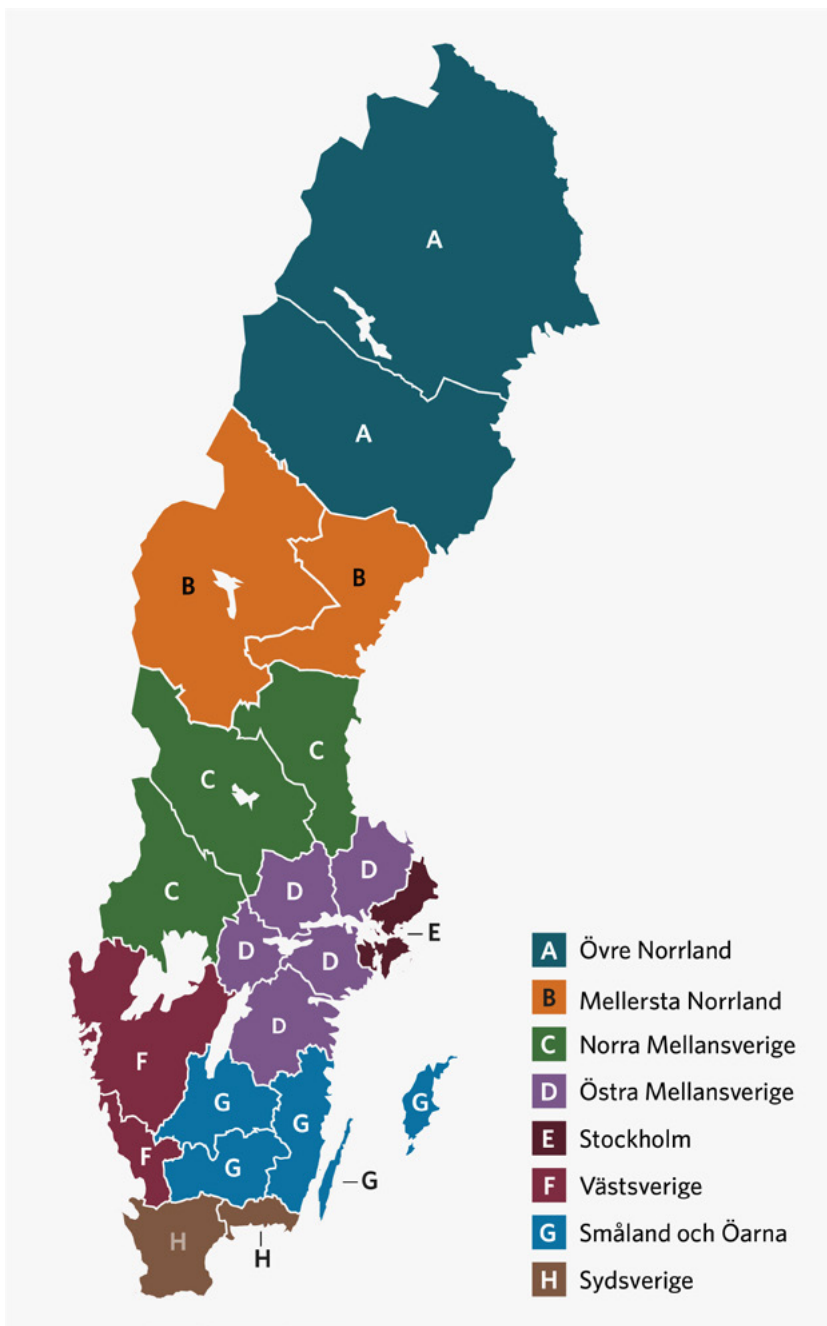 A
A
B
B
C
C
C
D
D
E
D
D
D
F
G
G
G
F
G
G
H
H
A Övre Norrland
B Mellersta Norrland
C Norra Mellansverige
D Östra Mellansverige
E Stockholm
F Västsverige
G Småland och Öarna
H Sydsverige